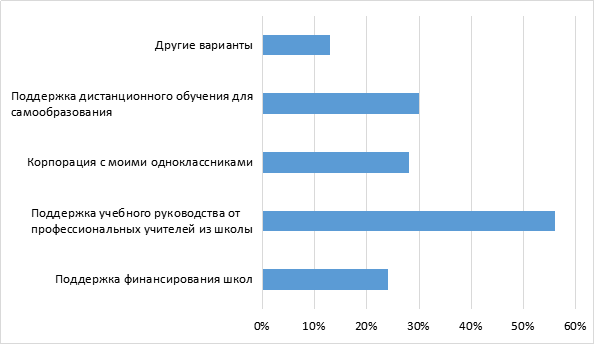 Другие варианты
Поддержка дистанционного обучения для
самообразования
Корпорация с моими одноклассниками
Поддержка учебного руководства от
профессиональных учителей из школы
Поддержка финансирования школ
0% 10% 20% 30% 40% 50% 60%